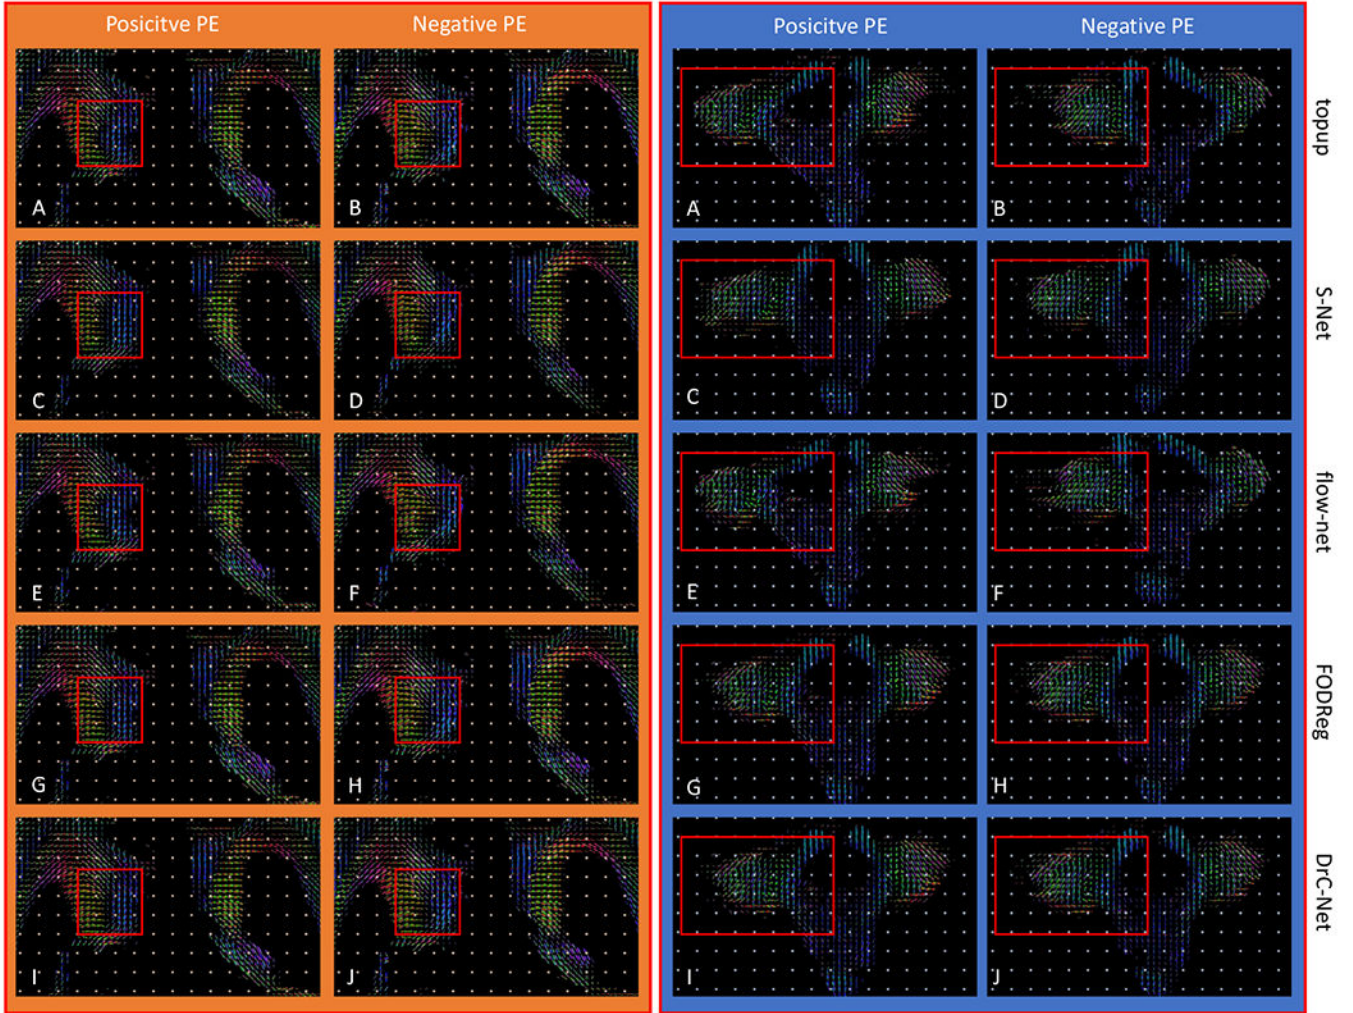 Posicitve PE
Negative PE
Posicitve PE
Negative PE
A
B
A
B
topup
C
D
C
D
S-Net
E
F
E
F
flow-net
G
H
G
H
FODReg
I
J
I
J
DrC-Net